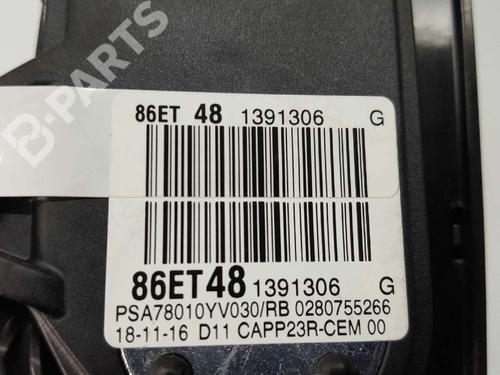 B-PARTS
86ET 48 1391306 G
86ET48 1391306 G
PSA78010YV030/RB 0280755266
18-11-16 D11 CAPP23R-CEM 00